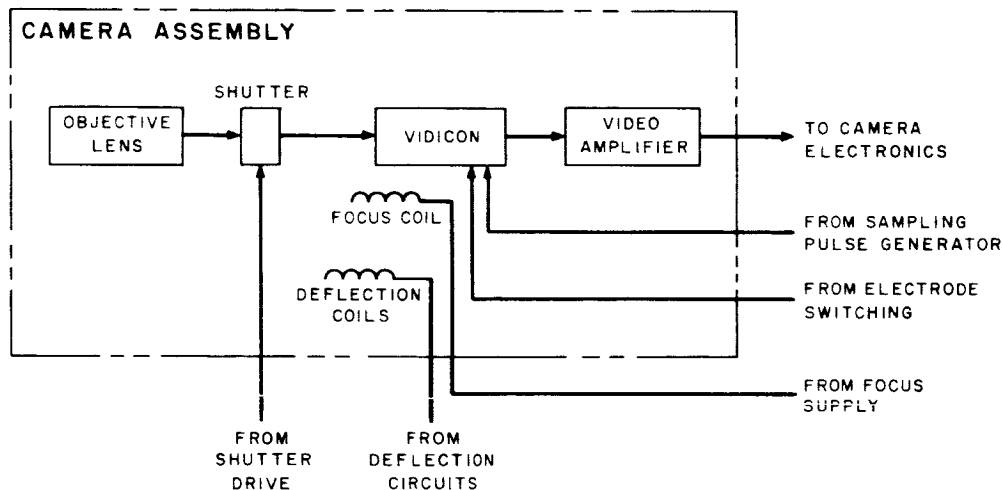 CAMERA ASSEMBLY
SHUTTER
OBJECTIVE
LENS
VIDICON
VIDEO
AMPLIFIER
TO CAMERA
ELECTRONICS
FOCUS COIL
FROM SAMPLING
PULSE GENERATOR
DEFLECTION
COILS
FROM ELECTRODE
SWITCHING
FROM FOCUS
SUPPLY
FROM
SHUTTER
DRIVE
FROM
DEFLECTION
CIRCUITS